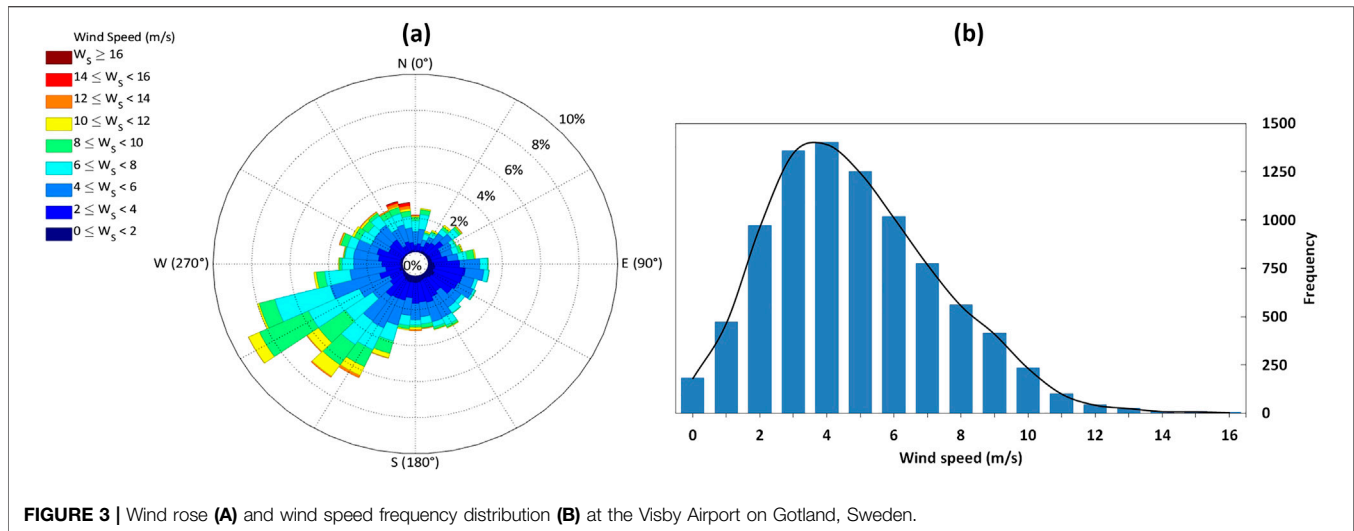 (a)
Wind Speed (m/s)
W_S ≥ 16
14 ≤ W_S < 16
12 ≤ W_S < 14
10 ≤ W_S < 12
8 ≤ W_S < 10
6 ≤ W_S < 8
4 ≤ W_S < 6
2 ≤ W_S < 4
0 ≤ W_S < 2
N (0°)
10%
8%
6%
4%
2%
0%
W (270°)
E (90°)
S (180°)
(b)
1500
1250
1000
750
500
250
0
Frequency
0 2 4 6 8 10 12 14 16
Wind speed (m/s)
FIGURE 3 | Wind rose (A) and wind speed frequency distribution (B) at the Visby Airport on Gotland, Sweden.